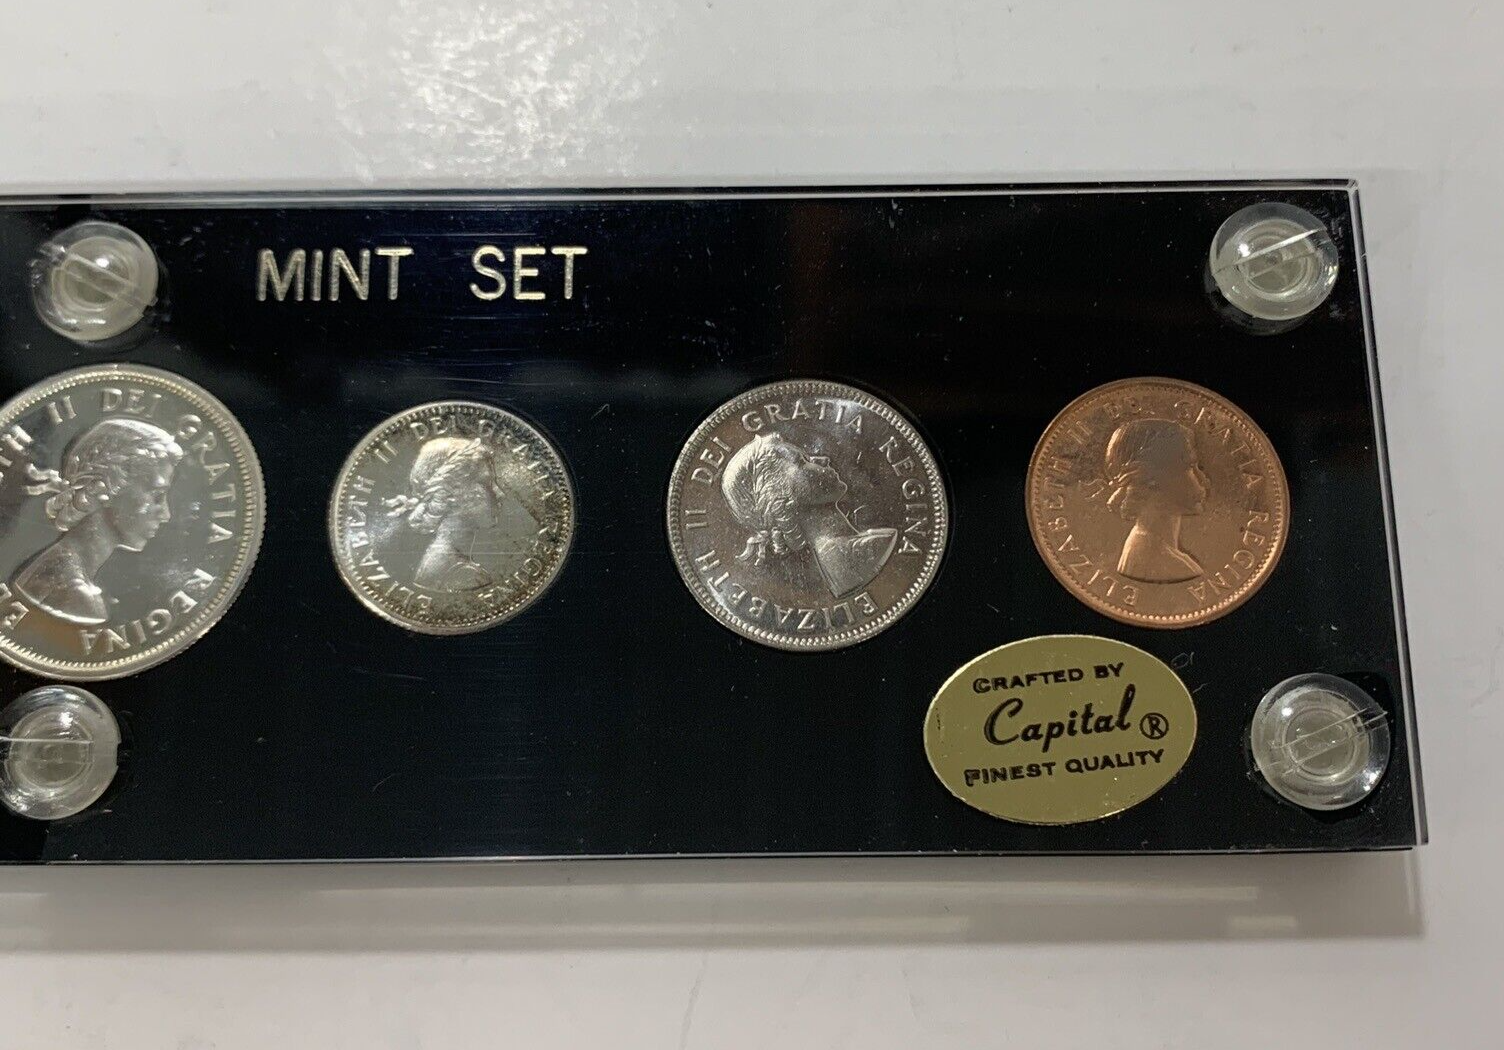 MINT SET
II DEI GRATIA REGINA
ELIZABETH II DEI GRATIA REGINA
ELIZABETH II DEI GRATIA REGINA
ELIZABETH II DEI GRATIA REGINA
CRAFTED BY
Capital ®
FINEST QUALITY